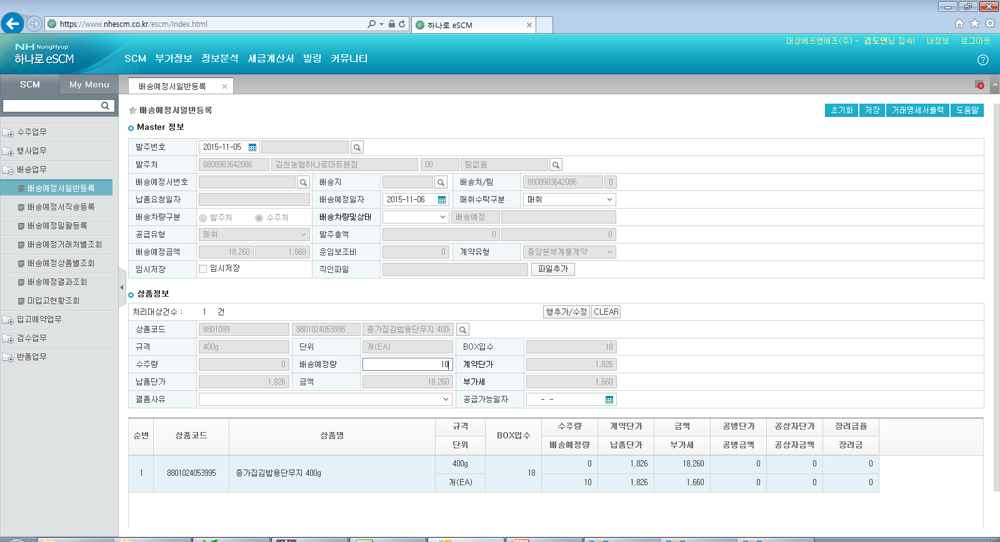 https://www.nhescm.co.kr/escm/index.html
하나로 eSCM
대상에프앤에프(주) - 김도연님 접속! 내정보 로그아웃
NH NongHyup
하나로 eSCM
SCM 부가정보 정보분석 세금계산서 빌링 커뮤니티
SCM My Menu
배송예정서일반등록
수주업무
행사업무
배송업무
배송예정서일반등록
배송예정서직송등록
배송예정일괄등록
배송예정거래처별조회
배송예정상품별조회
배송예정결과조회
미입고현황조회
입고예약업무
검수업무
반품업무
배송예정서일반등록
초기화 저장 거래명세서출력 도움말
Master 정보
발주번호 2015-11-05
발주처 8808983642086 김천농협하나로마트본점 00 팀없음
배송예정서번호 배송지 배송처/팀 8808983642086 0
납품요청일자 배송예정일자 2015-11-06 매취수탁구분 매취
배송차량구분 발주처 수주처 배송차량및상태 배송예정
공급유형 매취 발주총액 0 0
배송예정금액 18,260 1,660 운임보조비 0 계약유형 중앙본부계통계약
임시저장 임시저장 직인파일 파일추가
상품정보
처리대상건수 : 1 건 행추가/수정 CLEAR
상품코드 8801099 8801024053995 종가집김밥용단무지 400g
규격 400g 단위 개(EA) BOX입수 18
수주량 0 배송예정량 10 계약단가 1,826
납품단가 1,826 금액 18,260 부가세 1,660
결품사유 공급가능일자 - -
순번 상품코드 상품명 규격 BOX입수 수주량 계약단가 금액 공병단가 공상자단가 장려금율
단위 배송예정량 납품단가 부가세 공병금액 공상자금액 장려금
1 8801024053995 종가집김밥용단무지 400g 400g 18 0 1,826 18,260 0 0 0
개(EA) 10 1,826 1,660 0 0 0